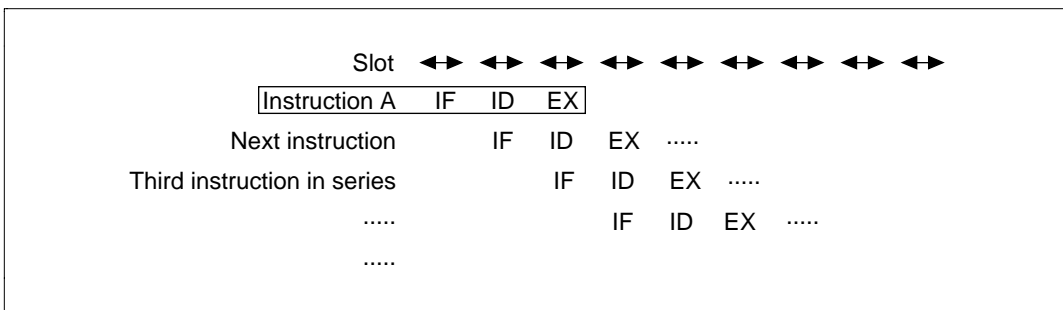 Slot
Instruction A IF ID EX
Next instruction IF ID EX .....
Third instruction in series IF ID EX .....
..... IF ID EX .....
.....